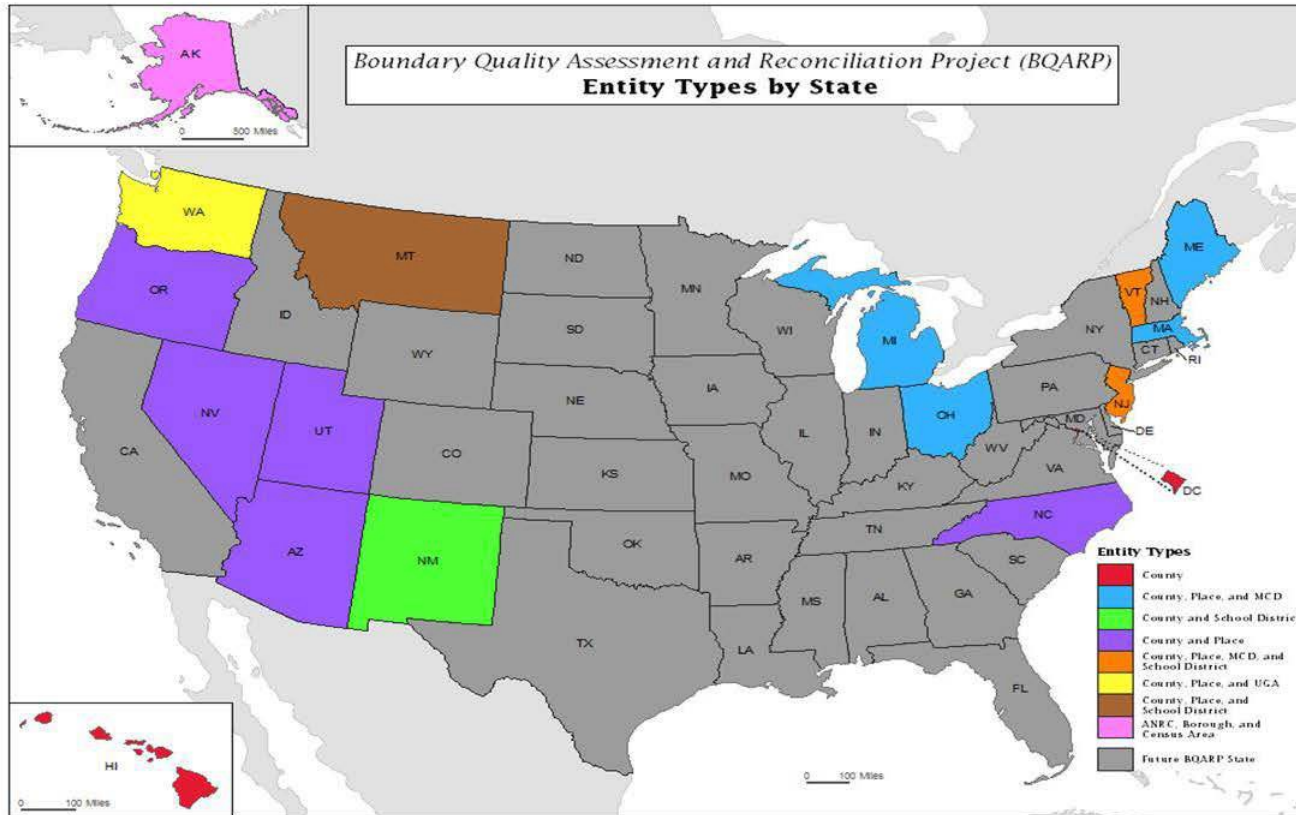 AK
0 500 Miles
Boundary Quality Assessment and Reconciliation Project (BQARP)
Entity Types by State
WA
MT
ND
MN
ME
OR
ID
SD
WI
MI
VT
NH
NY
MA
CT
RI
WY
IA
PA
NJ
NV
UT
NE
IL
IN
OH
MD
DE
CA
CO
KS
MO
WV
VA
DC
KY
AZ
NM
OK
AR
TN
NC
SC
MS
AL
GA
TX
LA
FL
Entity Types
County
County, Place, and MCD
County and School District
County and Place
County, Place, MCD, and
School District
County, Place, and UGA
County, Place, and
School District
ANRC, Borough, and
Census Area
Future BQARP State
HI
0 100 Miles
0 100 Miles